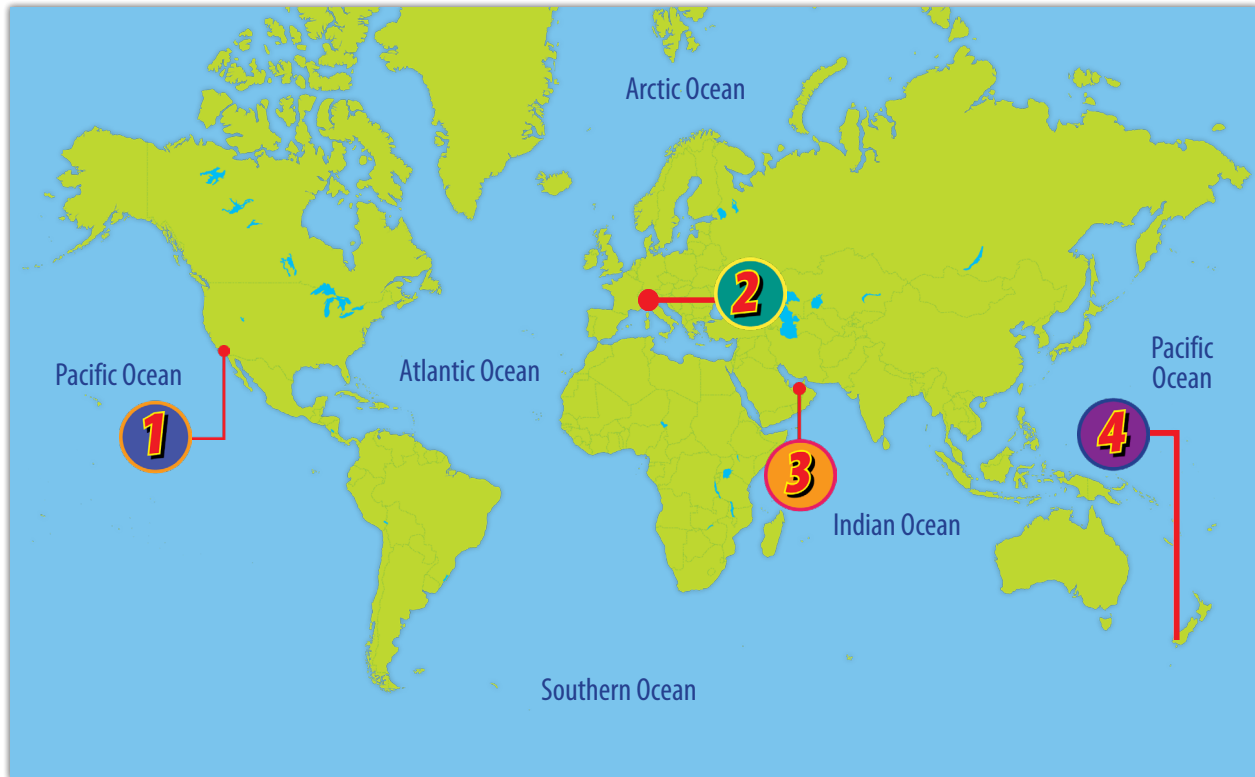 Arctic Ocean
2
Pacific Ocean
Atlantic Ocean
Pacific
Ocean
1
3
4
Indian Ocean
Southern Ocean